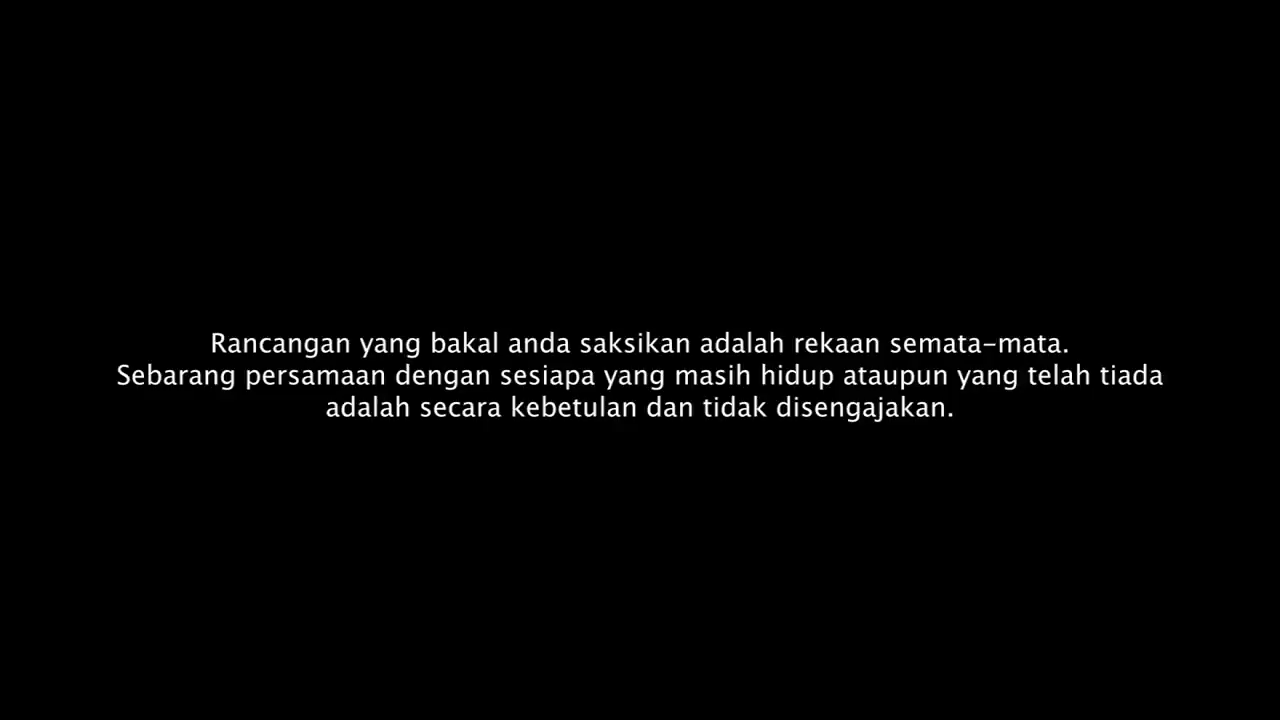 Rancangan yang bakal anda saksikan adalah rekaan semata-mata.
Sebarang persamaan dengan sesiapa yang masih hidup ataupun yang telah tiada
adalah secara kebetulan dan tidak disengajakan.